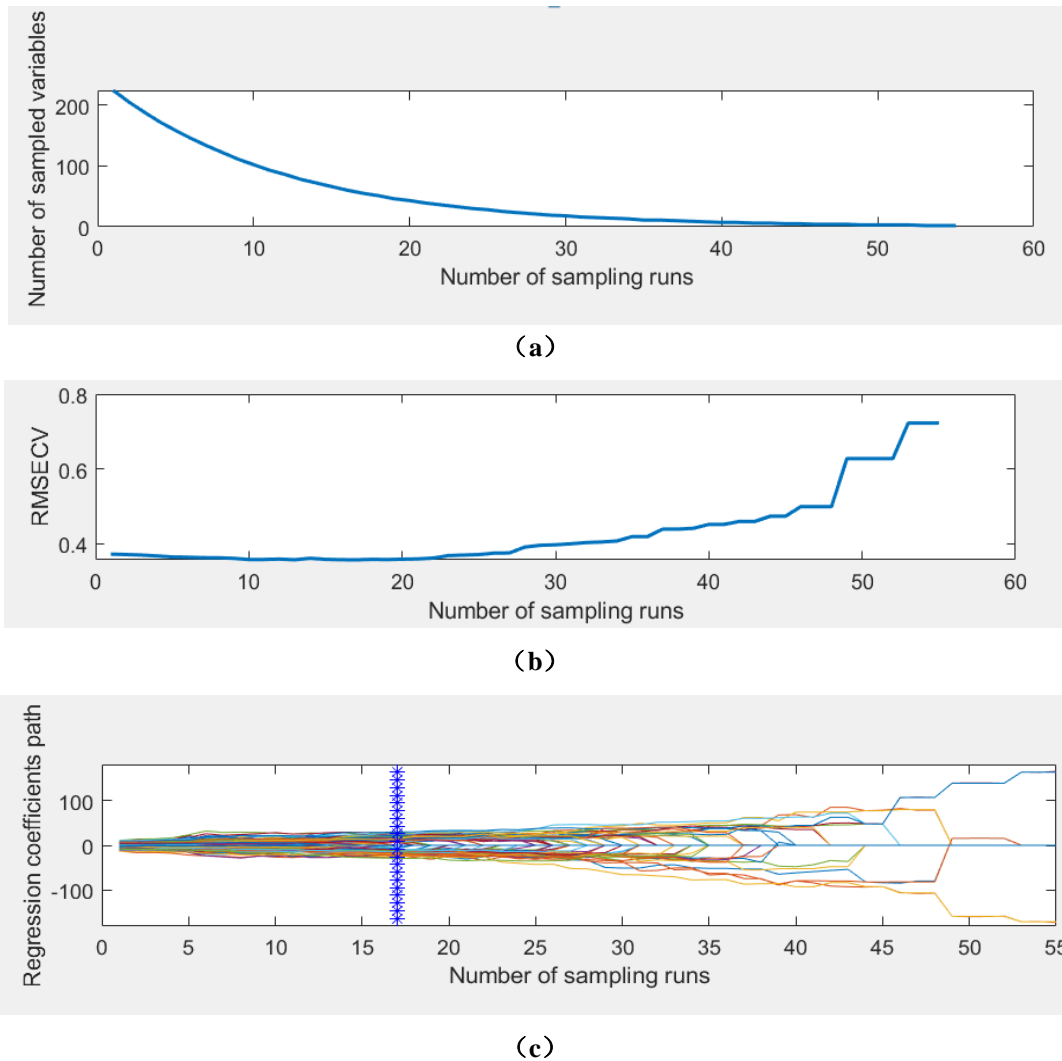 Number of sampled variables
200
100
0
0 10 20 30 40 50 60
Number of sampling runs
（a）
RMSECV
0.8
0.6
0.4
0 10 20 30 40 50 60
Number of sampling runs
（b）
Regression coefficients path
100
0
-100
0 5 10 15 20 25 30 35 40 45 50 55
Number of sampling runs
（c）